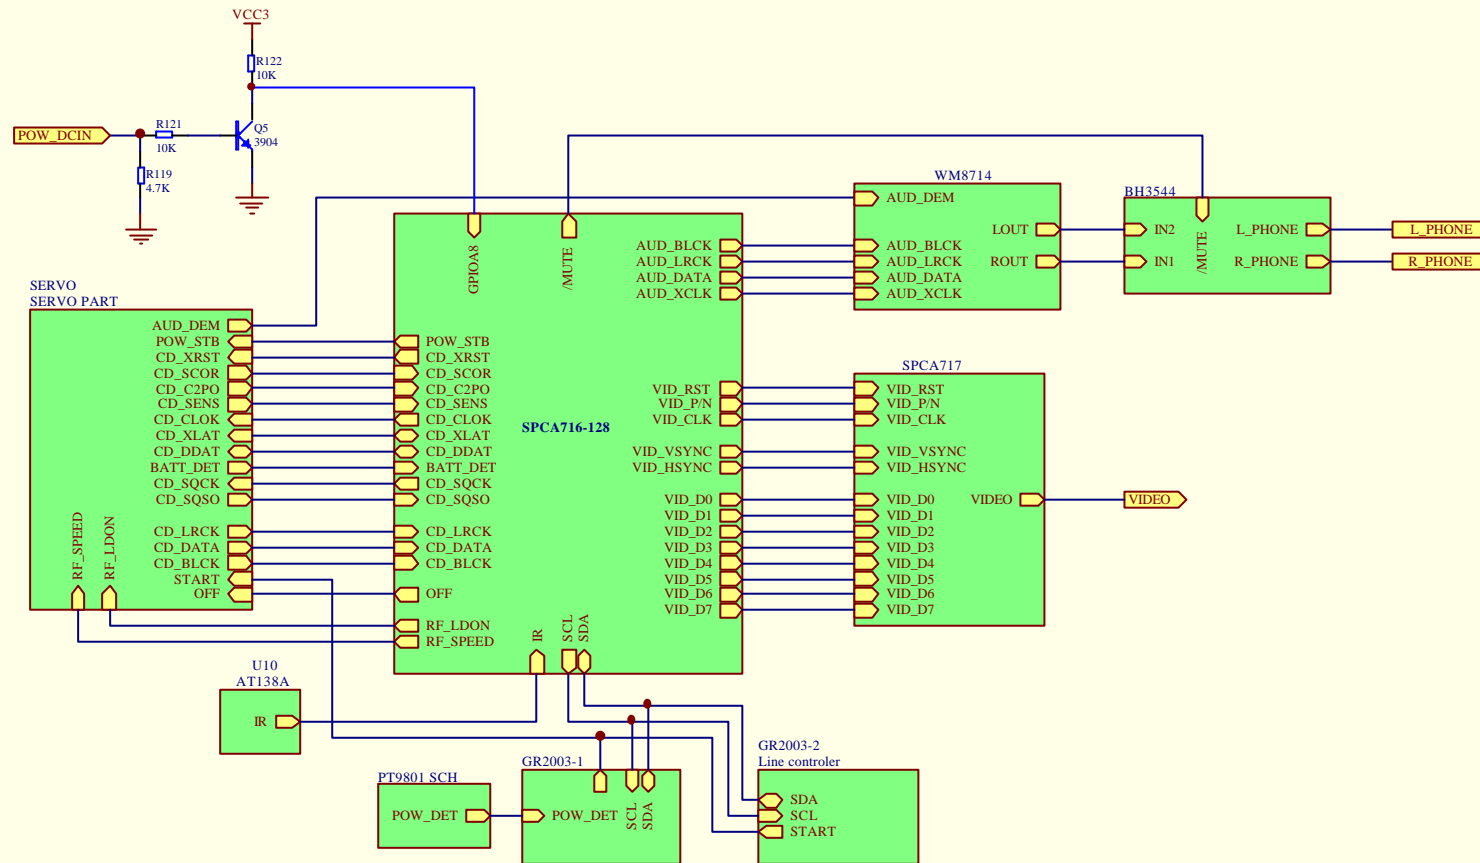 VCC3
R122
10K
R121
10K
Q5
3904
POW_DCIN
R119
4.7K
SERVO
SERVO PART
AUD_DEM
POW_STB
CD_XRST
CD_SCOR
CD_C2PO
CD_SENS
CD_CLOK
CD_XLAT
CD_DDAT
BATT_DET
CD_SQCK
CD_SQSO
CD_LRCK
CD_DATA
CD_BLCK
START
OFF
RF_SPEED
RF_LDON
GPIOA8
/MUTE
POW_STB
CD_XRST
CD_SCOR
CD_C2PO
CD_SENS
CD_CLOK
CD_XLAT
CD_DDAT
BATT_DET
CD_SQCK
CD_SQSO
CD_LRCK
CD_DATA
CD_BLCK
OFF
RF_LDON
RF_SPEED
SPCA716-128
AUD_BLCK
AUD_LRCK
AUD_DATA
AUD_XCLK
VID_RST
VID_P/N
VID_CLK
VID_VSYNC
VID_HSYNC
VID_D0
VID_D1
VID_D2
VID_D3
VID_D4
VID_D5
VID_D6
VID_D7
IR
SCL
SDA
WM8714
AUD_DEM
AUD_BLCK
AUD_LRCK
AUD_DATA
AUD_XCLK
LOUT
ROUT
BH3544
IN2
IN1
/MUTE
L_PHONE
R_PHONE
L_PHONE
R_PHONE
SPCA717
VID_RST
VID_P/N
VID_CLK
VID_VSYNC
VID_HSYNC
VID_D0
VID_D1
VID_D2
VID_D3
VID_D4
VID_D5
VID_D6
VID_D7
VIDEO
VIDEO
U10
AT138A
IR
PT9801 SCH
POW_DET
GR2003-1
POW_DET
SCL
SDA
GR2003-2
Line controler
SDA
SCL
START